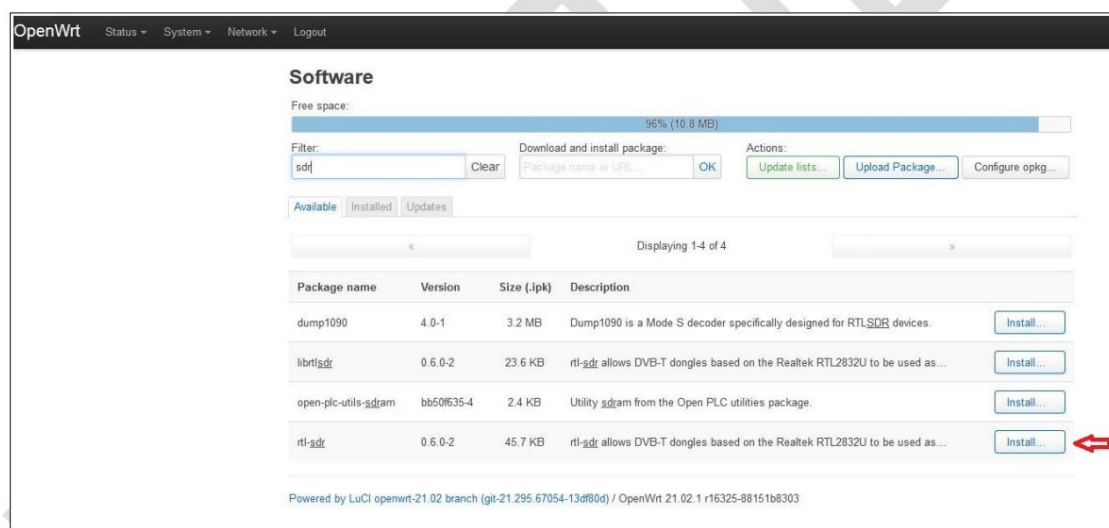 OpenWrt Status System Network Logout
Software
Free space:
96% (10.8 MB)
Filter: Download and install package: Actions:
sdr Clear Package name or URL... OK Update lists... Upload Package... Configure opkg...
Available Installed Updates
« Displaying 1-4 of 4 »
Package name Version Size (.ipk) Description
dump1090 4.0-1 3.2 MB Dump1090 is a Mode S decoder specifically designed for RTLSDR devices. Install...
librtlsdr 0.6.0-2 23.6 KB rtl-sdr allows DVB-T dongles based on the Realtek RTL2832U to be used as... Install...
open-plc-utils-sdram bb50f635-4 2.4 KB Utility sdram from the Open PLC utilities package. Install...
rtl-sdr 0.6.0-2 45.7 KB rtl-sdr allows DVB-T dongles based on the Realtek RTL2832U to be used as... Install...
Powered by LuCI openwrt-21.02 branch (git-21.295.67054-13df80d) / OpenWrt 21.02.1 r16325-88151b8303